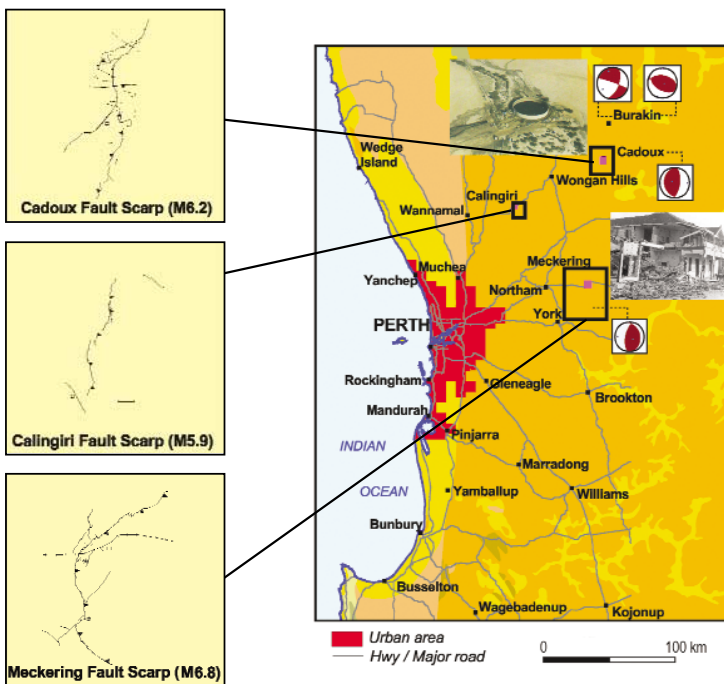 Cadoux Fault Scarp (M6.2)
Calingiri Fault Scarp (M5.9)
Meckering Fault Scarp (M6.8)
Burakin
Wedge
Island
Cadoux
Wongan Hills
Calingiri
Wannamal
Muchea
Meckering
Yanchep
Northam
PERTH
York
Rockingham
Gleneagle
Brookton
Mandurah
INDIAN
Pinjarra
Marradong
OCEAN
Yamballup
Williams
Bunbury
Busselton
Wagebadenup
Kojonup
Urban area
Hwy / Major road
0 100 km